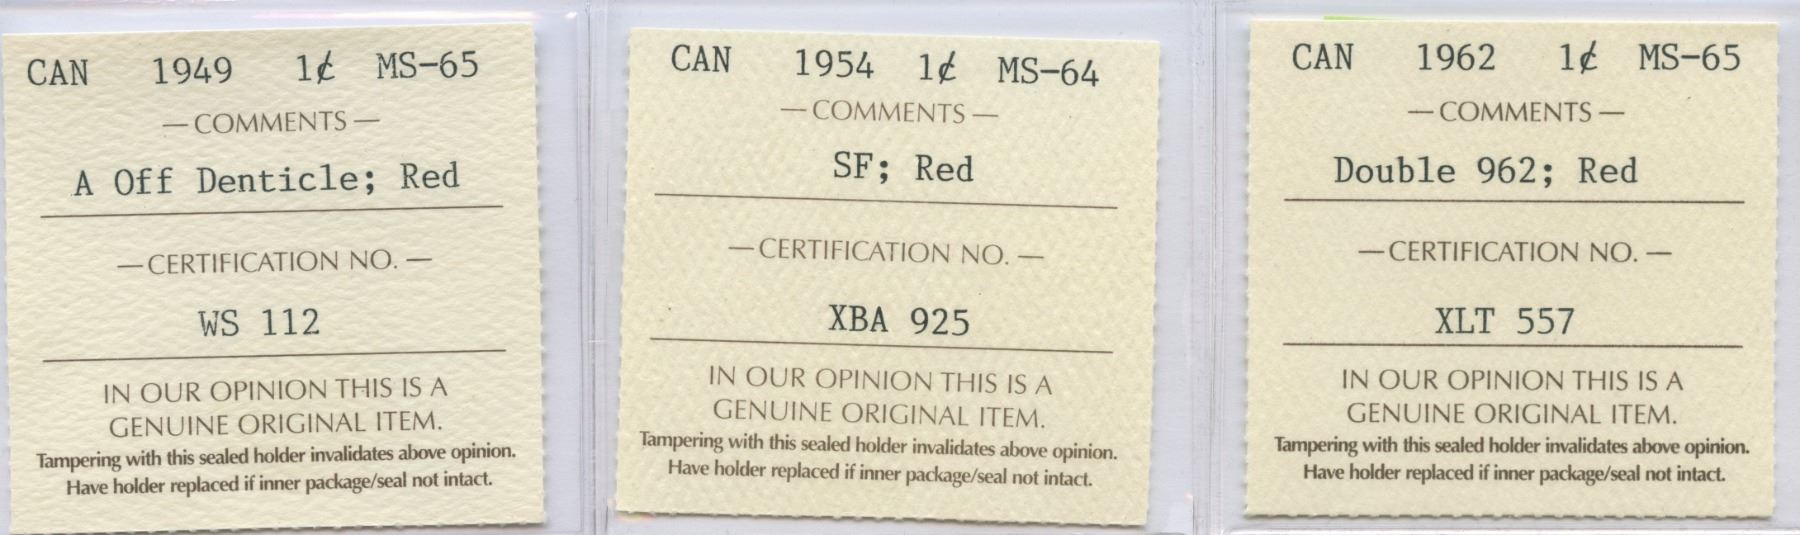 CAN 1949 1¢ MS-65
— COMMENTS —
A Off Denticle; Red
— CERTIFICATION NO. —
WS 112
IN OUR OPINION THIS IS A
GENUINE ORIGINAL ITEM.
Tampering with this sealed holder invalidates above opinion.
Have holder replaced if inner package/seal not intact.
CAN 1954 1¢ MS-64
— COMMENTS —
SF; Red
— CERTIFICATION NO. —
XBA 925
IN OUR OPINION THIS IS A
GENUINE ORIGINAL ITEM.
Tampering with this sealed holder invalidates above opinion.
Have holder replaced if inner package/seal not intact.
CAN 1962 1¢ MS-65
— COMMENTS —
Double 962; Red
— CERTIFICATION NO. —
XLT 557
IN OUR OPINION THIS IS A
GENUINE ORIGINAL ITEM.
Tampering with this sealed holder invalidates above opinion.
Have holder replaced if inner package/seal not intact.